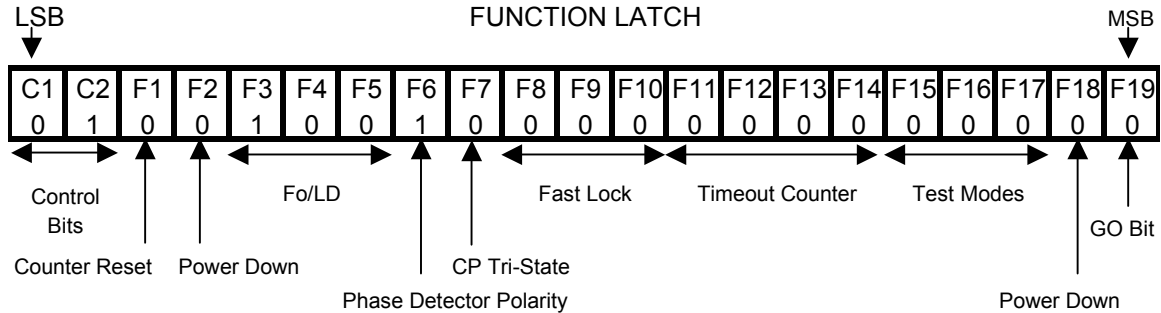 LSB FUNCTION LATCH MSB
C1 C2 F1 F2 F3 F4 F5 F6 F7 F8 F9 F10 F11 F12 F13 F14 F15 F16 F17 F18 F19
0 1 0 0 1 0 0 1 0 0 0 0 0 0 0 0 0 0 0 0 0
Control Bits
Fo/LD
Fast Lock
Timeout Counter
Test Modes
GO Bit
Counter Reset
Power Down
CP Tri-State
Phase Detector Polarity
Power Down